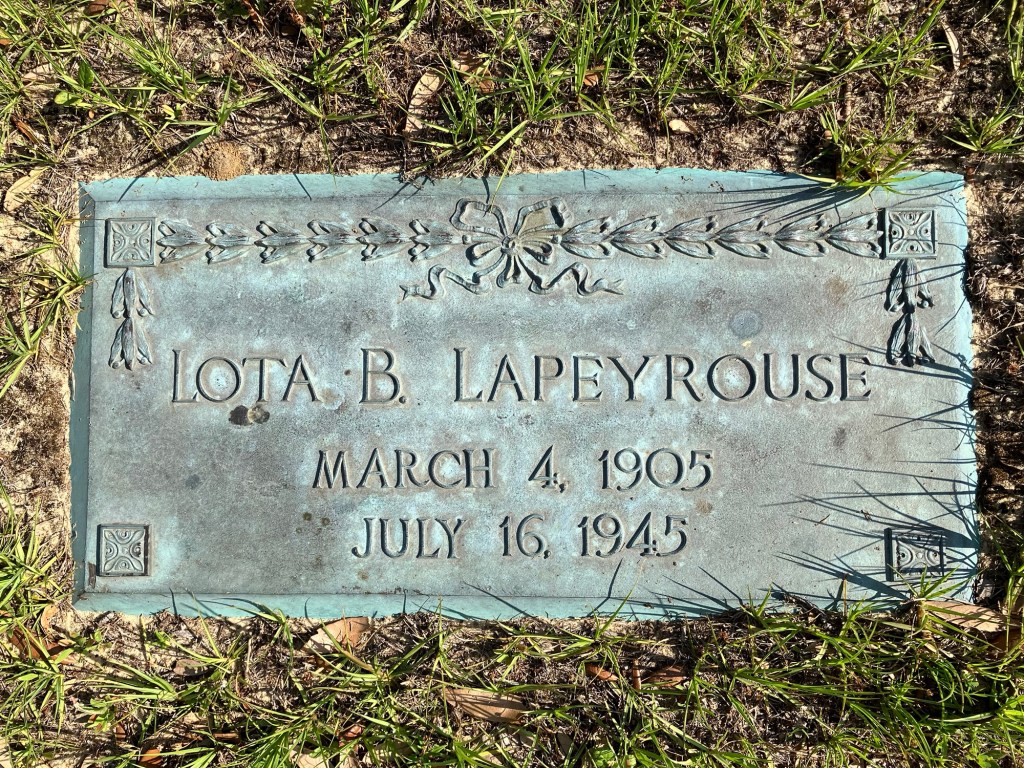 LOTA B. LAPEYROUSE
MARCH 4, 1905
JULY 16, 1945